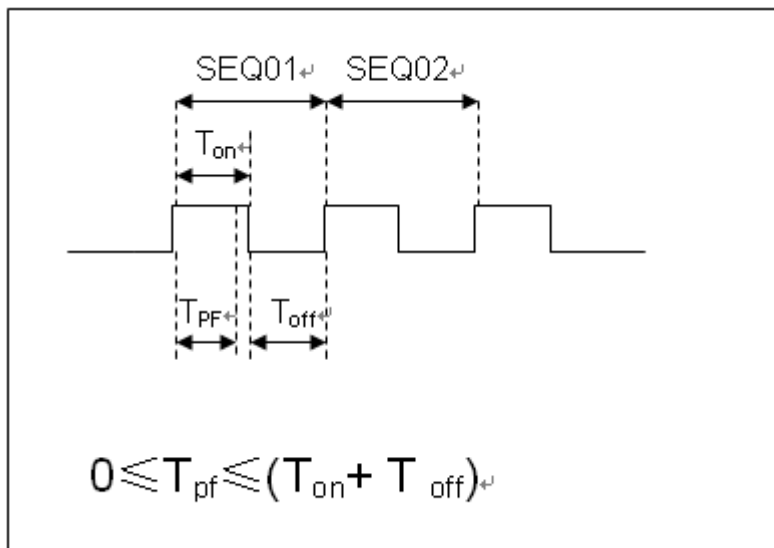 SEQ01↵ SEQ02↵
Ton↵
TPF↵ Toff↵
0≤Tpf≤(Ton+ T off)↵